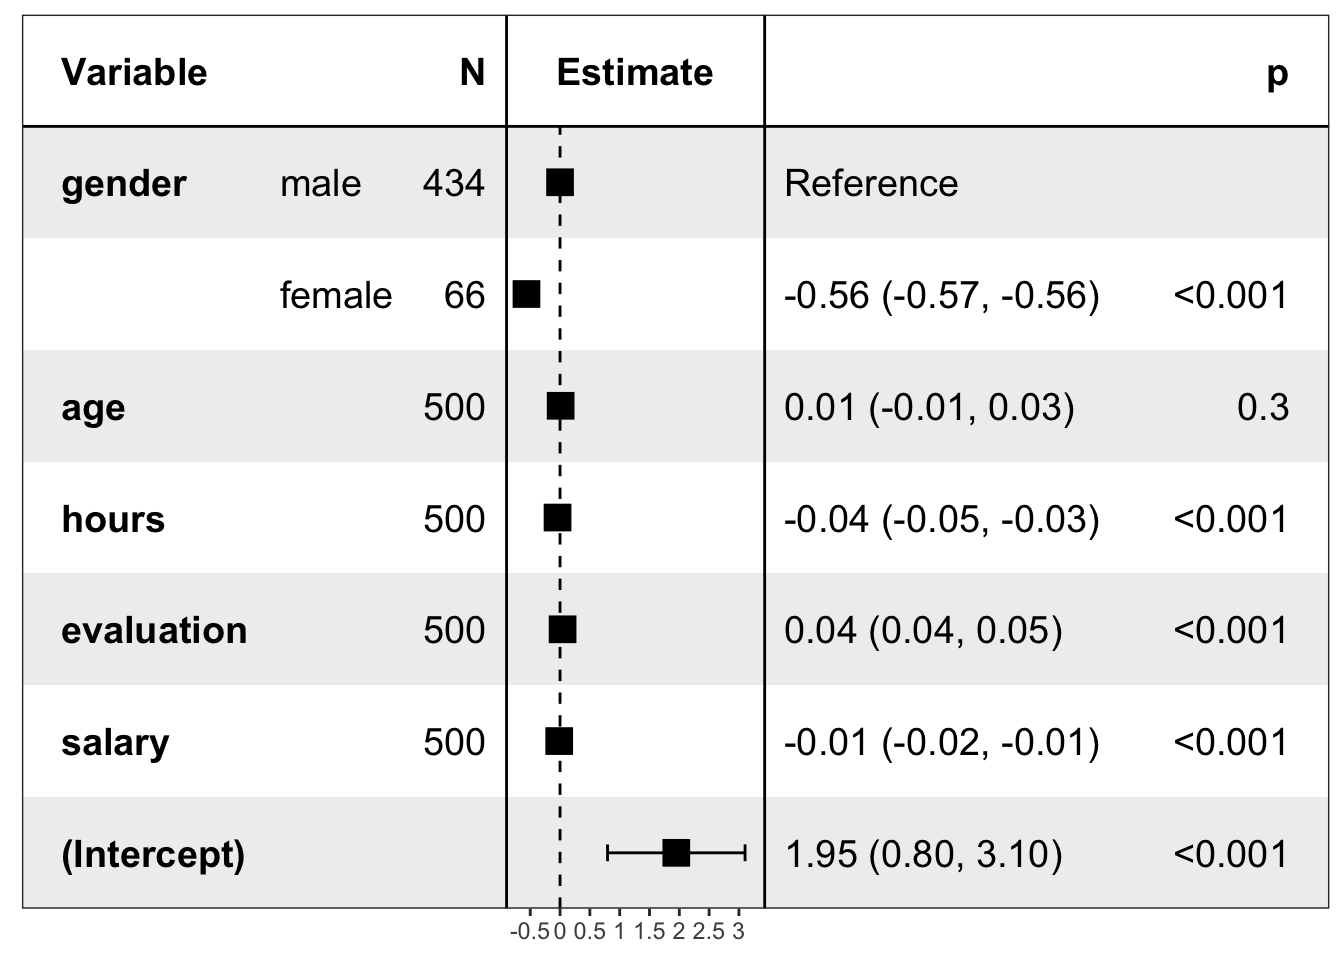 Variable N Estimate p
gender male 434 Reference
female 66 -0.56 (-0.57, -0.56) <0.001
age 500 0.01 (-0.01, 0.03) 0.3
hours 500 -0.04 (-0.05, -0.03) <0.001
evaluation 500 0.04 (0.04, 0.05) <0.001
salary 500 -0.01 (-0.02, -0.01) <0.001
(Intercept) 1.95 (0.80, 3.10) <0.001
-0.5 0 0.5 1 1.5 2 2.5 3